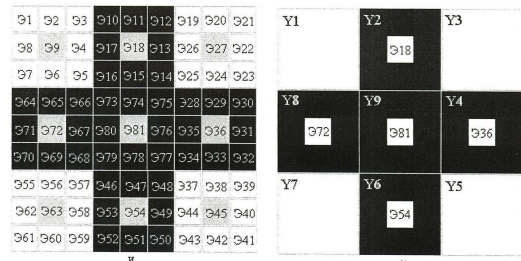 Э1 Э2 Э3 Э10 Э11 Э12 Э19 Э20 Э21
Э8 Э9 Э4 Э17 Э18 Э13 Э26 Э27 Э22
Э7 Э6 Э5 Э16 Э15 Э14 Э25 Э24 Э23
Э64 Э65 Э66 Э73 Э74 Э75 Э28 Э29 Э30
Э71 Э72 Э67 Э80 Э81 Э76 Э35 Э36 Э31
Э70 Э69 Э68 Э79 Э78 Э77 Э34 Э33 Э32
Э55 Э56 Э57 Э46 Э47 Э48 Э37 Э38 Э39
Э62 Э63 Э58 Э53 Э54 Э49 Э44 Э45 Э40
Э61 Э60 Э59 Э52 Э51 Э50 Э43 Э42 Э41
и
Y1 Y2 Y3
Э18
Y8 Y9 Y4
Э72 Э81 Э36
Y7 Y6 Y5
Э54